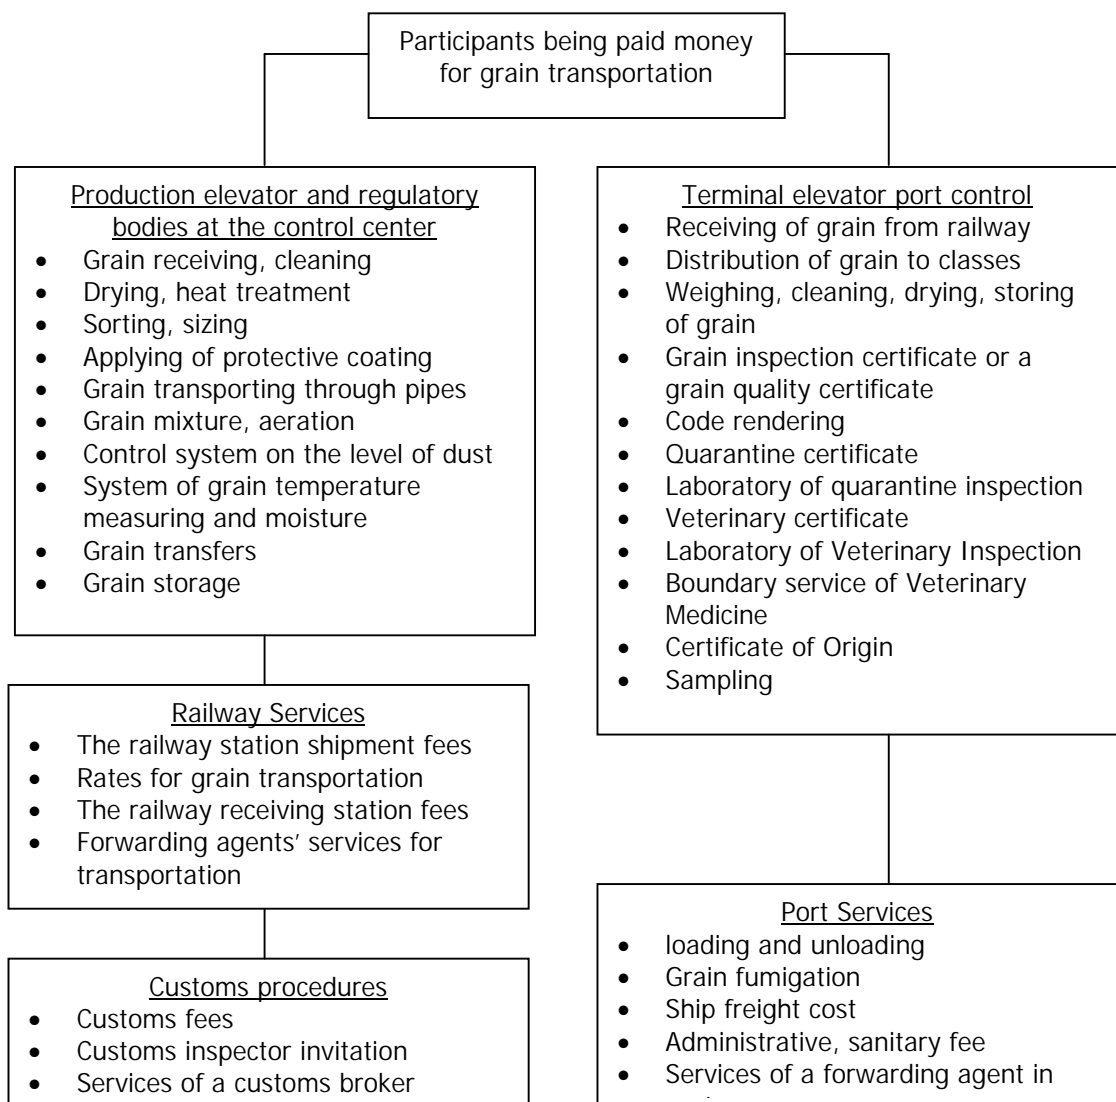 Participants being paid money
for grain transportation
Production elevator and regulatory
bodies at the control center
• Grain receiving, cleaning
• Drying, heat treatment
• Sorting, sizing
• Applying of protective coating
• Grain transporting through pipes
• Grain mixture, aeration
• Control system on the level of dust
• System of grain temperature
measuring and moisture
• Grain transfers
• Grain storage
Railway Services
• The railway station shipment fees
• Rates for grain transportation
• The railway receiving station fees
• Forwarding agents’ services for
transportation
Customs procedures
• Customs fees
• Customs inspector invitation
• Services of a customs broker
Terminal elevator port control
• Receiving of grain from railway
• Distribution of grain to classes
• Weighing, cleaning, drying, storing
of grain
• Grain inspection certificate or a
grain quality certificate
• Code rendering
• Quarantine certificate
• Laboratory of quarantine inspection
• Veterinary certificate
• Laboratory of Veterinary Inspection
• Boundary service of Veterinary
Medicine
• Certificate of Origin
• Sampling
Port Services
• loading and unloading
• Grain fumigation
• Ship freight cost
• Administrative, sanitary fee
• Services of a forwarding agent in